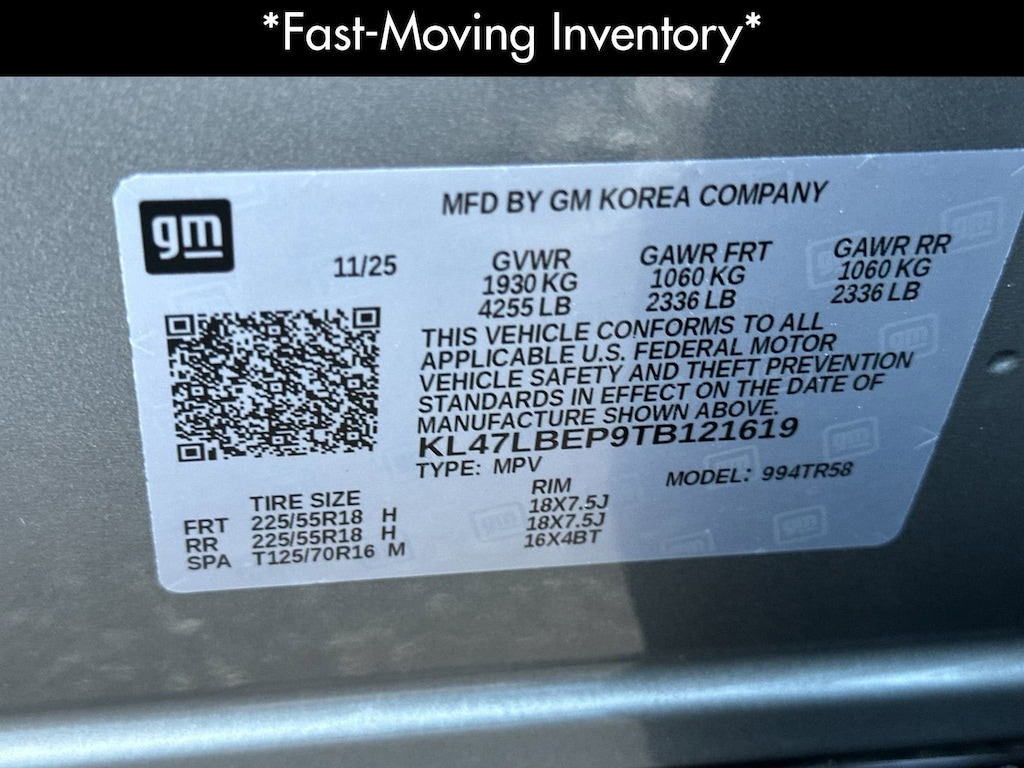 *Fast-Moving Inventory*
MFD BY GM KOREA COMPANY
gm
11/25
GVWR
1930 KG
4255 LB
GAWR FRT
1060 KG
2336 LB
GAWR RR
1060 KG
2336 LB
THIS VEHICLE CONFORMS TO ALL
APPLICABLE U.S. FEDERAL MOTOR
VEHICLE SAFETY AND THEFT PREVENTION
STANDARDS IN EFFECT ON THE DATE OF
MANUFACTURE SHOWN ABOVE.
KL47LBEP9TB121619
TYPE: MPV
MODEL: 994TR58
TIRE SIZE RIM
FRT 225/55R18 H 18X7.5J
RR 225/55R18 H 18X7.5J
SPA T125/70R16 M 16X4BT